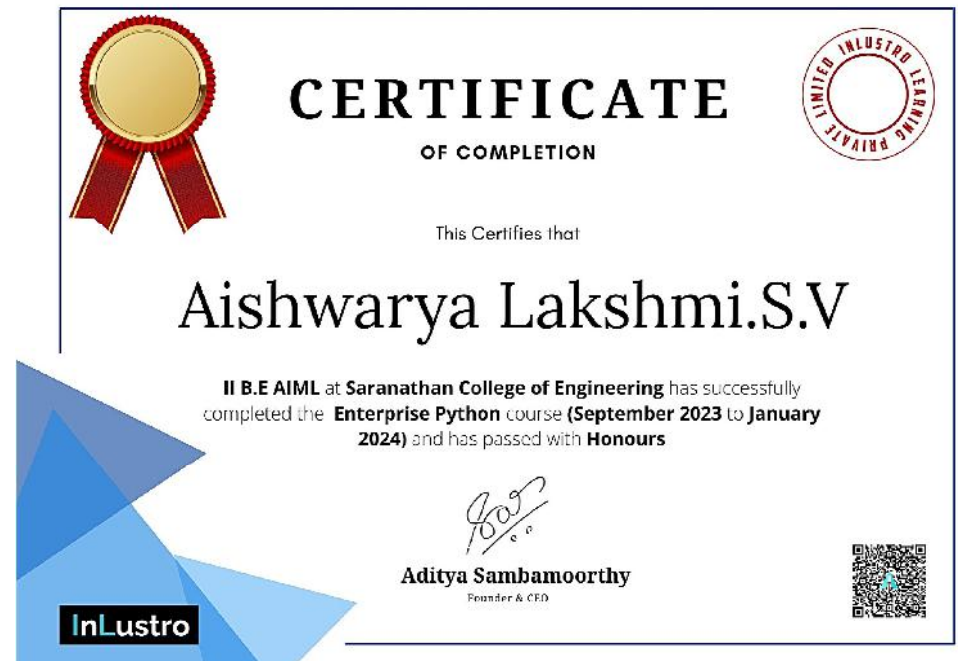 CERTIFICATE
OF COMPLETION
INLUSTRO LEARNING PRIVATE LIMITED
This Certifies that
Aishwarya Lakshmi.S.V
II B.E AIML at Saranathan College of Engineering has successfully
completed the Enterprise Python course (September 2023 to January
2024) and has passed with Honours
Aditya Sambamoorthy
Founder & CEO
InLustro